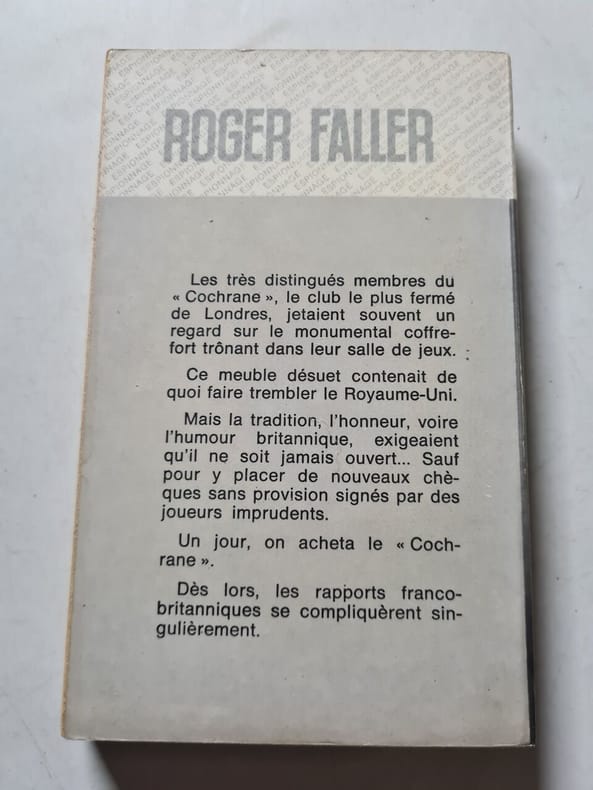 ROGER FALLER
Les très distingués membres du
« Cochrane », le club le plus fermé
de Londres, jetaient souvent un
regard sur le monumental coffre-
fort trônant dans leur salle de jeux.
Ce meuble désuet contenait de
quoi faire trembler le Royaume-Uni.
Mais la tradition, l'honneur, voire
l'humour britannique, exigeaient
qu'il ne soit jamais ouvert... Sauf
pour y placer de nouveaux chè-
ques sans provision signés par des
joueurs imprudents.
Un jour, on acheta le « Coch-
rane ».
Dès lors, les rapports franco-
britanniques se compliquèrent sin-
gulièrement.